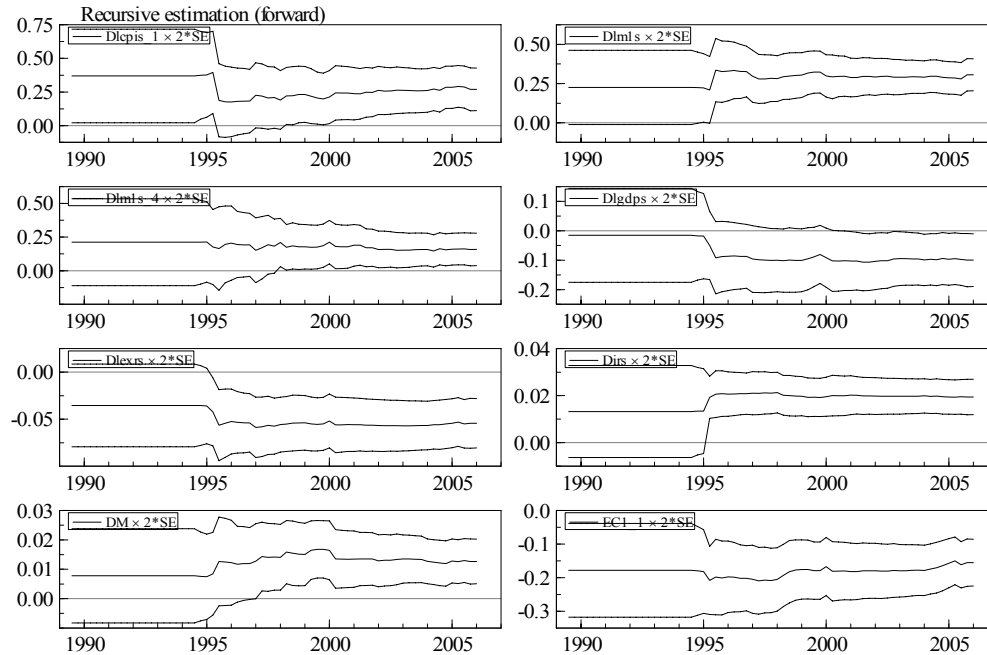 Recursive estimation (forward)
Dlcpis_1 × 2*SE
0.75
0.50
0.25
0.00
1990 1995 2000 2005
Dlm1s × 2*SE
0.50
0.25
0.00
1990 1995 2000 2005
Dlm1s_4 × 2*SE
0.50
0.25
0.00
1990 1995 2000 2005
Dlgdps × 2*SE
0.1
0.0
-0.1
-0.2
1990 1995 2000 2005
Dlexrs × 2*SE
0.00
-0.05
1990 1995 2000 2005
Dirs × 2*SE
0.04
0.02
0.00
1990 1995 2000 2005
DM × 2*SE
0.03
0.02
0.01
0.00
1990 1995 2000 2005
EC1_1 × 2*SE
0.0
-0.1
-0.2
-0.3
1990 1995 2000 2005